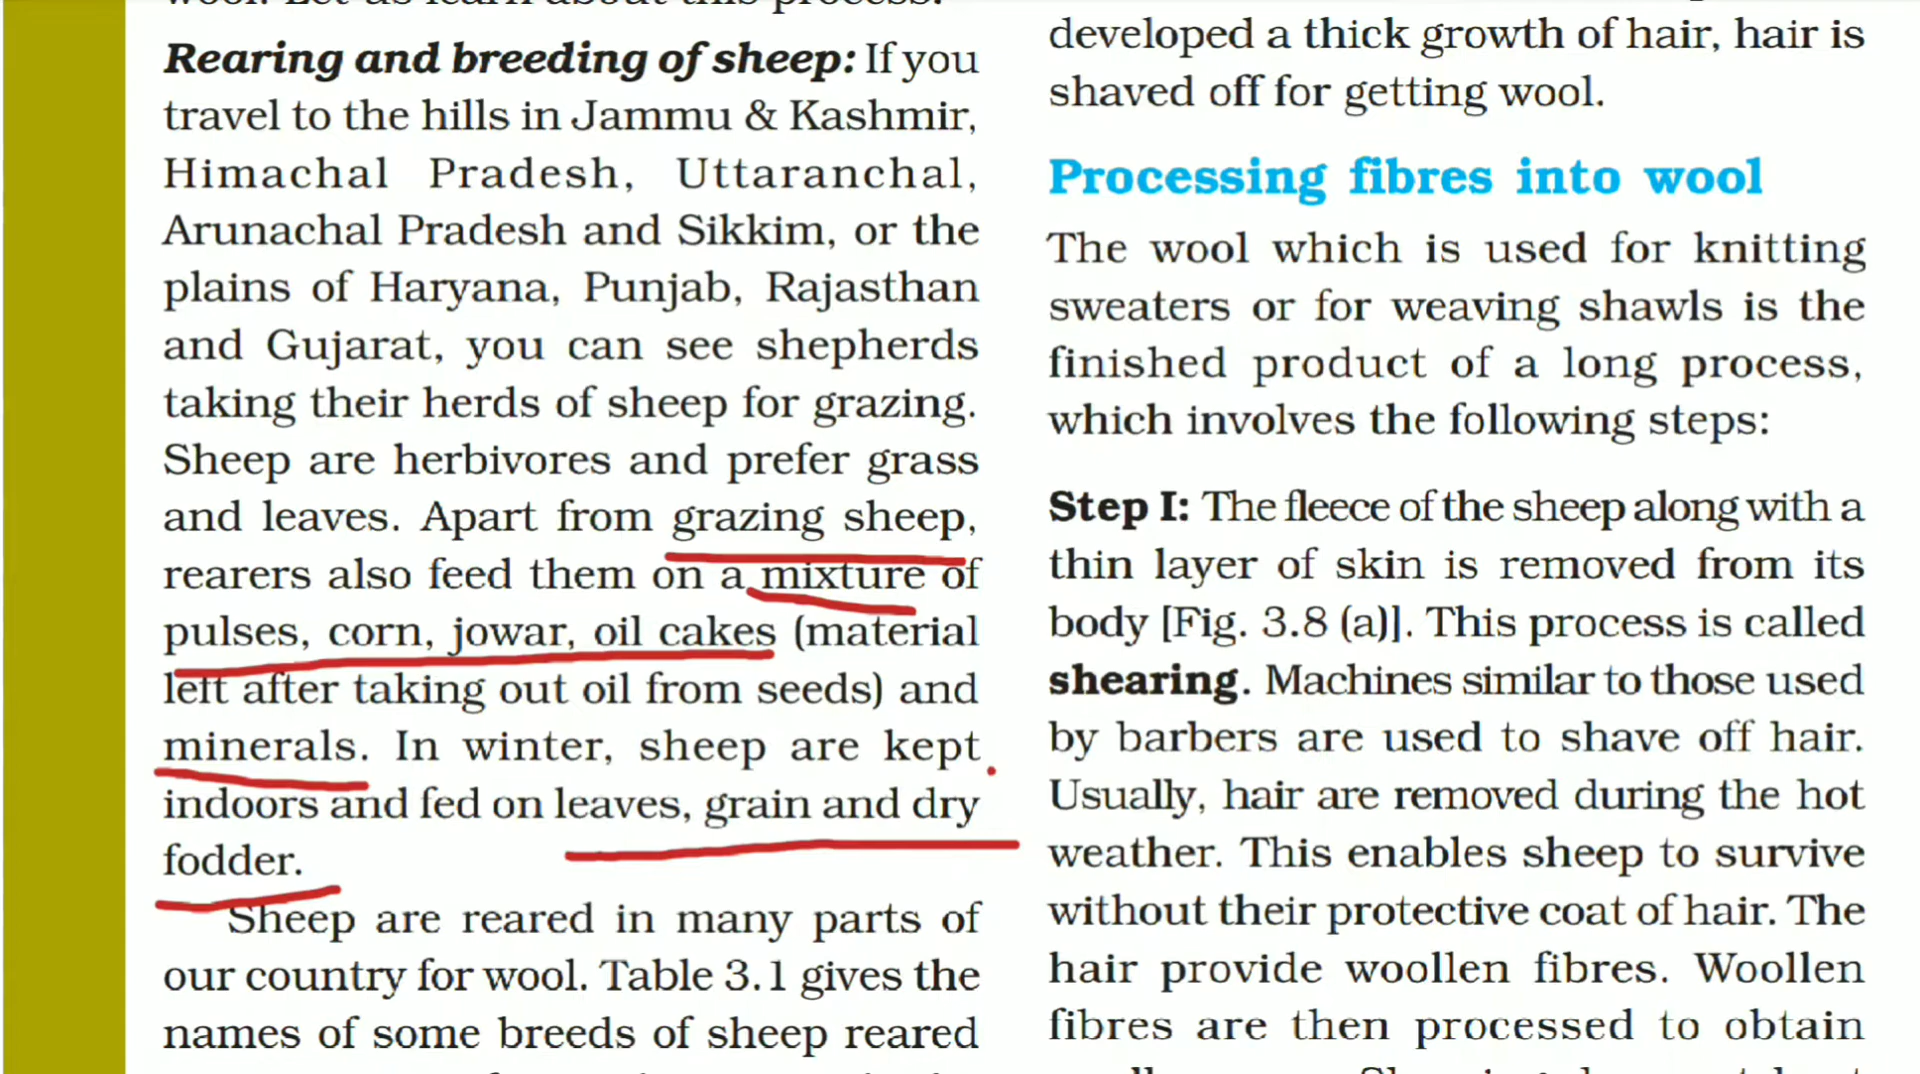 Rearing and breeding of sheep: If you
travel to the hills in Jammu & Kashmir,
Himachal Pradesh, Uttaranchal,
Arunachal Pradesh and Sikkim, or the
plains of Haryana, Punjab, Rajasthan
and Gujarat, you can see shepherds
taking their herds of sheep for grazing.
Sheep are herbivores and prefer grass
and leaves. Apart from grazing sheep,
rearers also feed them on a mixture of
pulses, corn, jowar, oil cakes (material
left after taking out oil from seeds) and
minerals. In winter, sheep are kept
indoors and fed on leaves, grain and dry
fodder.
Sheep are reared in many parts of
our country for wool. Table 3.1 gives the
names of some breeds of sheep reared
developed a thick growth of hair, hair is
shaved off for getting wool.
Processing fibres into wool
The wool which is used for knitting
sweaters or for weaving shawls is the
finished product of a long process,
which involves the following steps:
Step I: The fleece of the sheep along with a
thin layer of skin is removed from its
body [Fig. 3.8 (a)]. This process is called
shearing. Machines similar to those used
by barbers are used to shave off hair.
Usually, hair are removed during the hot
weather. This enables sheep to survive
without their protective coat of hair. The
hair provide woollen fibres. Woollen
fibres are then processed to obtain